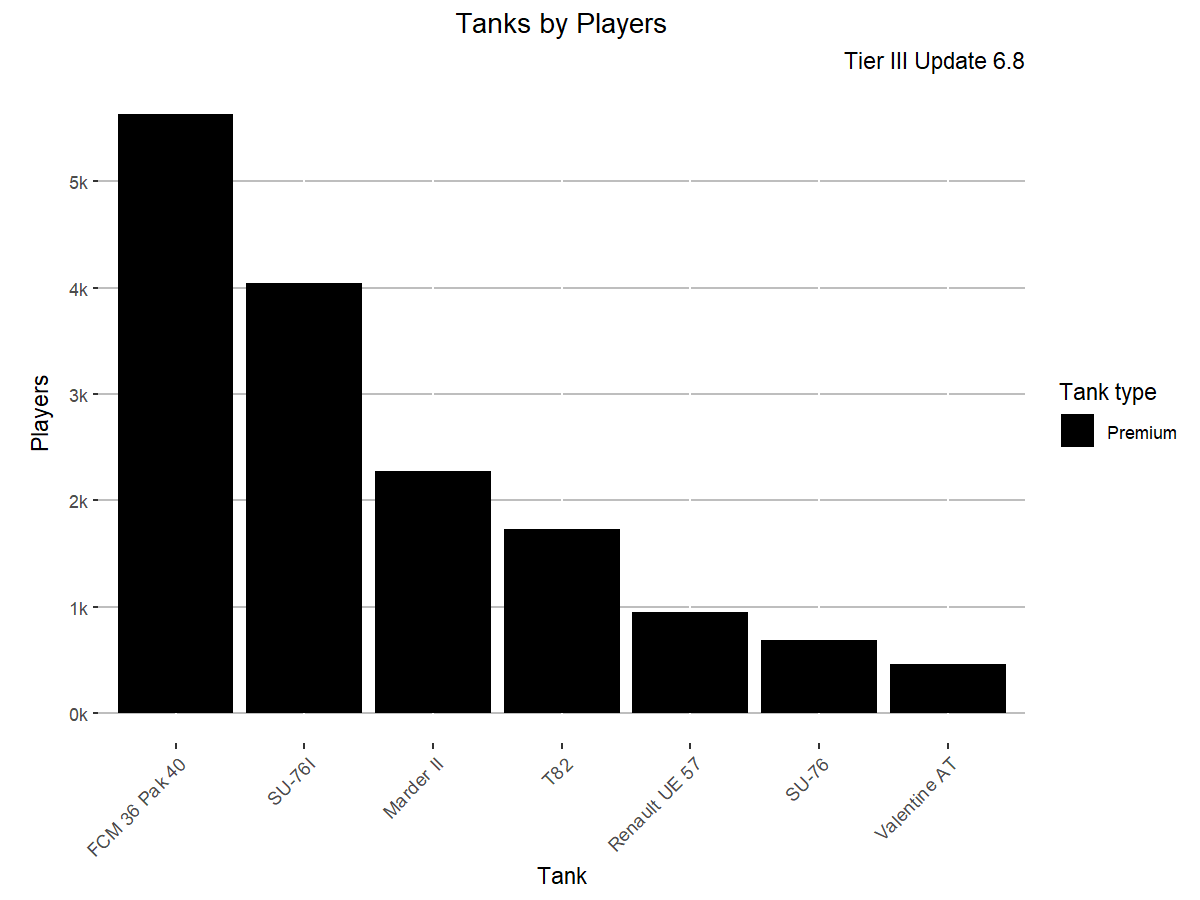 Tanks by Players
Tier III Update 6.8
Players
5k
4k
3k
2k
1k
0k
FCM 36 Pak 40
SU-76I
Marder II
T82
Renault UE 57
SU-76
Valentine AT
Tank
Tank type
Premium